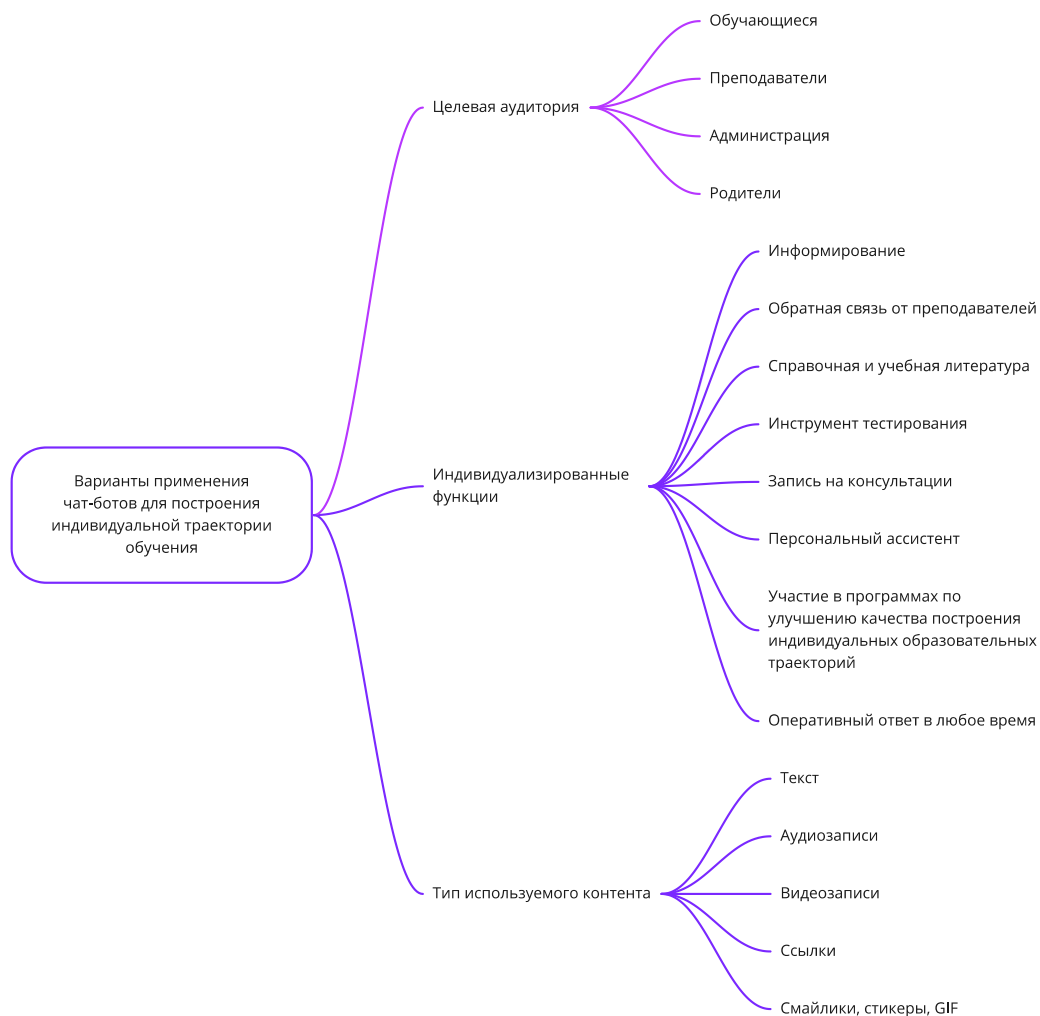 Варианты применения
чат-ботов для построения
индивидуальной траектории
обучения
Целевая аудитория
Обучающиеся
Преподаватели
Администрация
Родители
Индивидуализированные
функции
Информирование
Обратная связь от преподавателей
Справочная и учебная литература
Инструмент тестирования
Запись на консультации
Персональный ассистент
Участие в программах по
улучшению качества построения
индивидуальных образовательных
траекторий
Оперативный ответ в любое время
Тип используемого контента
Текст
Аудиозаписи
Видеозаписи
Ссылки
Смайлики, стикеры, GIF